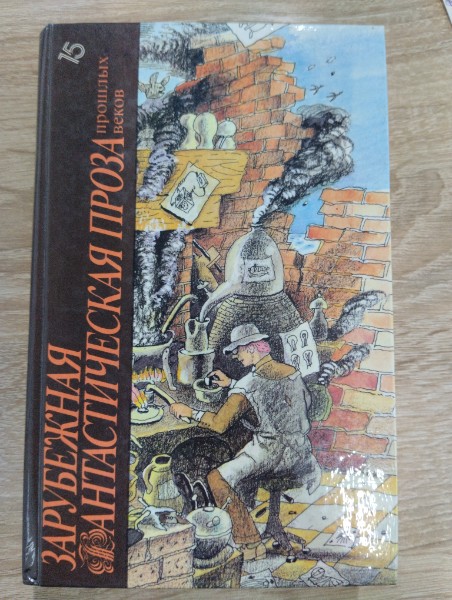 ЗАРУБЕЖНАЯ
ФАНТАСТИЧЕСКАЯ ПРОЗА
прошлых
веков
15